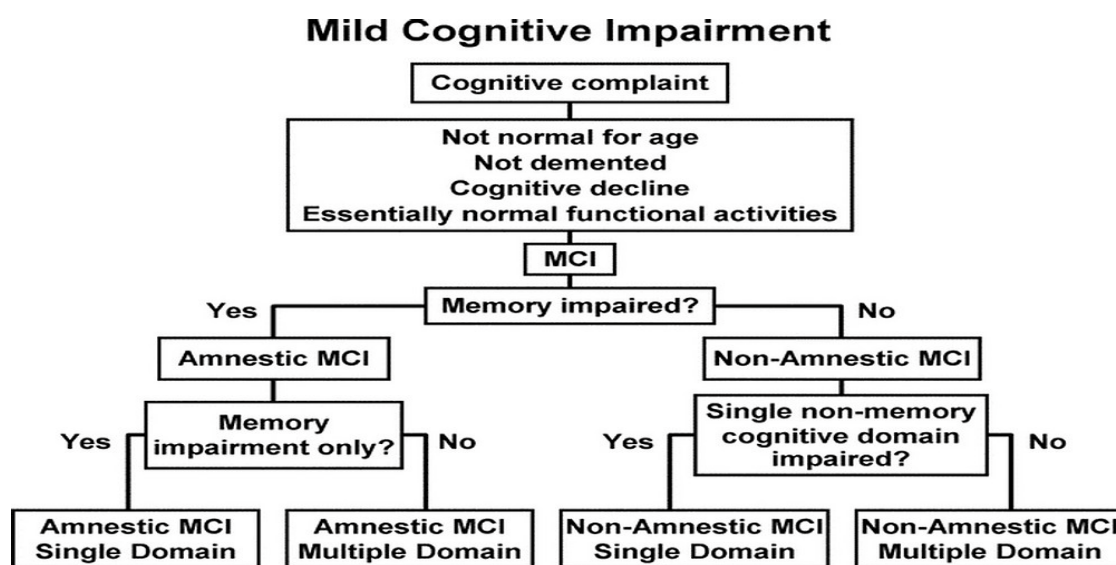 Mild Cognitive Impairment
Cognitive complaint
Not normal for age
Not demented
Cognitive decline
Essentially normal functional activities
MCI
Memory impaired?
Yes
No
Amnestic MCI
Non-Amnestic MCI
Memory
impairment only?
Yes
No
Single non-memory
cognitive domain
impaired?
Yes
No
Amnestic MCI
Single Domain
Amnestic MCI
Multiple Domain
Non-Amnestic MCI
Single Domain
Non-Amnestic MCI
Multiple Domain